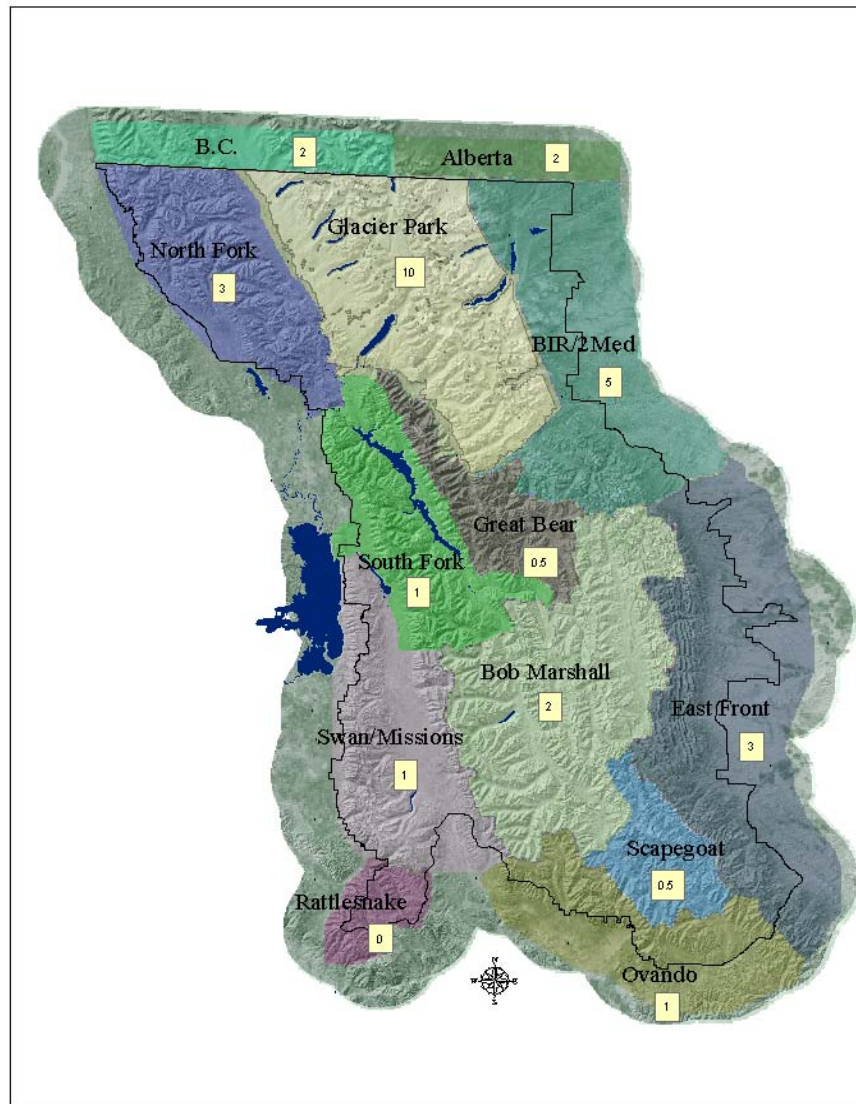 B.C.
2
Alberta
2
Glacier Park
10
North Fork
3
BIR/2Med
5
Great Bear
0.5
South Fork
1
Bob Marshall
2
East Front
3
Swan/Missions
1
Scapegoat
0.5
Rattlesnake
0
Ovando
1
N
W E
S